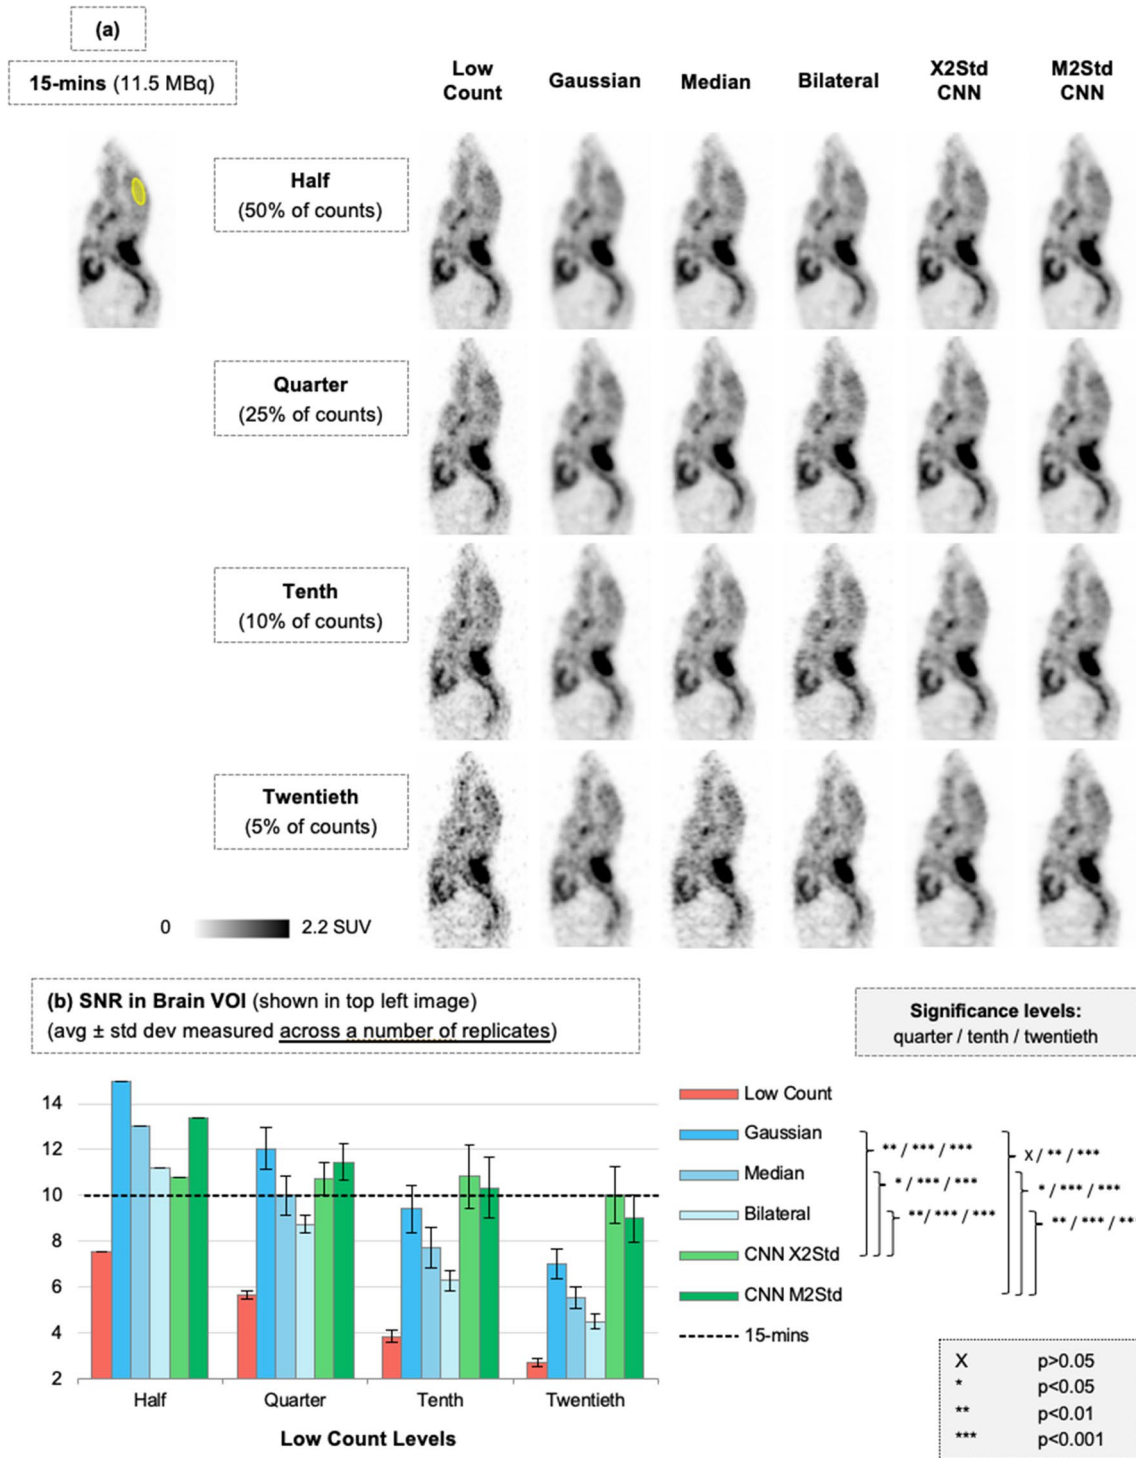 (a)
15-mins (11.5 MBq)
Low
Count
Gaussian
Median
Bilateral
X2Std
CNN
M2Std
CNN
Half
(50% of counts)
Quarter
(25% of counts)
Tenth
(10% of counts)
Twentieth
(5% of counts)
0
2.2 SUV
(b) SNR in Brain VOI (shown in top left image)
(avg ± std dev measured across a number of replicates)
Significance levels:
quarter / tenth / twentieth
14
12
10
8
6
4
2
Half
Quarter
Tenth
Twentieth
Low Count Levels
Low Count
Gaussian
Median
Bilateral
CNN X2Std
CNN M2Std
15-mins
** / *** / ***
* / *** / ***
**/ *** / ***
X / ** / ***
* / *** / ***
** / *** / ***
X p>0.05
* p<0.05
** p<0.01
*** p<0.001